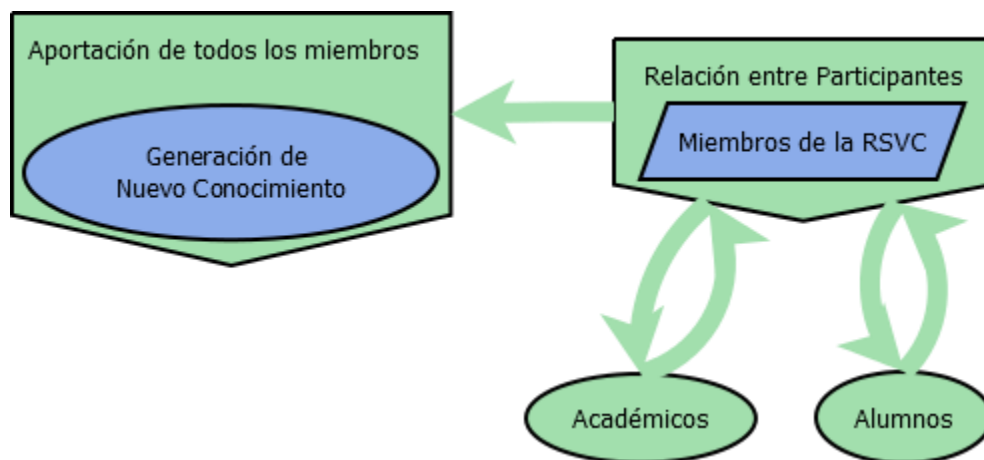 Aportación de todos los miembros
Generación de
Nuevo Conocimiento
Relación entre Participantes
Miembros de la RSVC
Académicos
Alumnos